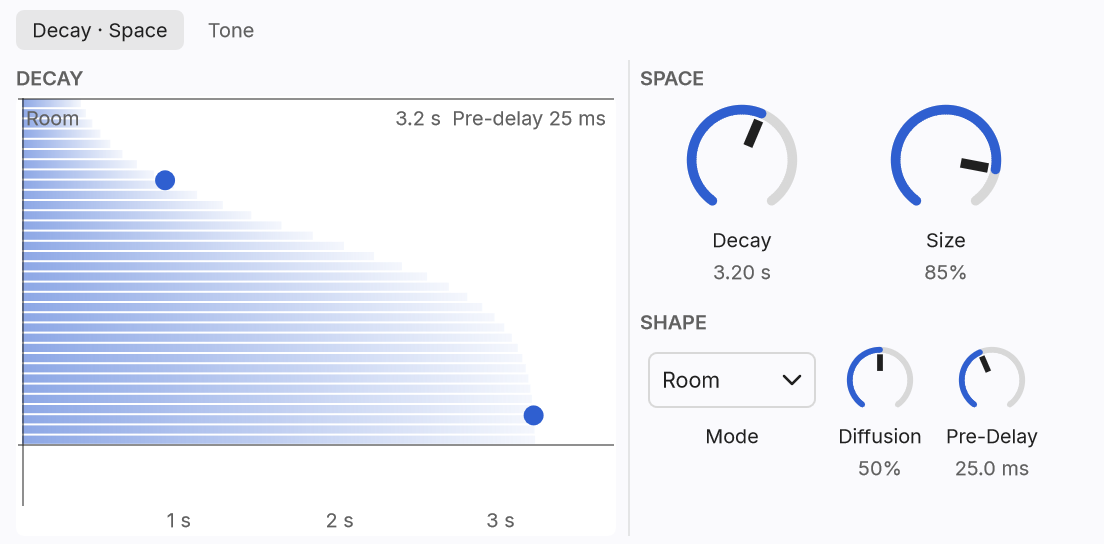 Decay · Space Tone
DECAY
Room 3.2 s Pre-delay 25 ms
1 s 2 s 3 s
SPACE
Decay Size
3.20 s 85%
SHAPE
Room
Mode Diffusion Pre-Delay
50% 25.0 ms